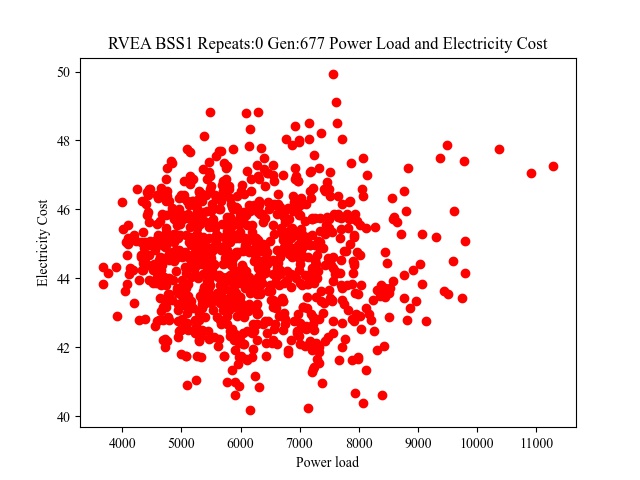 RVEA BSS1 Repeats:0 Gen:677 Power Load and Electricity Cost
50
48
46
44
42
40
Electricity Cost
4000 5000 6000 7000 8000 9000 10000 11000
Power load